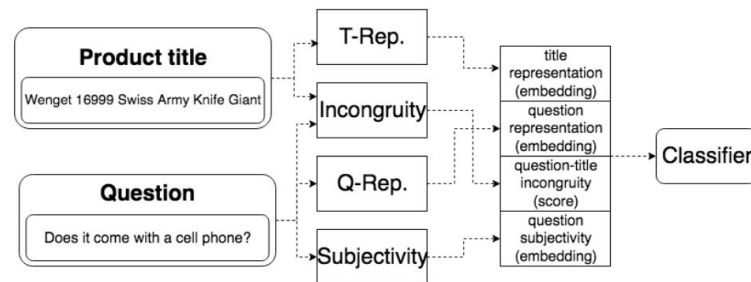 Product title
Wenget 16999 Swiss Army Knife Giant
Question
Does it come with a cell phone?
T-Rep.
Incongruity
Q-Rep.
Subjectivity
title
representation
(embedding)
question
representation
(embedding)
question-title
incongruity
(score)
question
subjectivity
(embedding)
Classifier